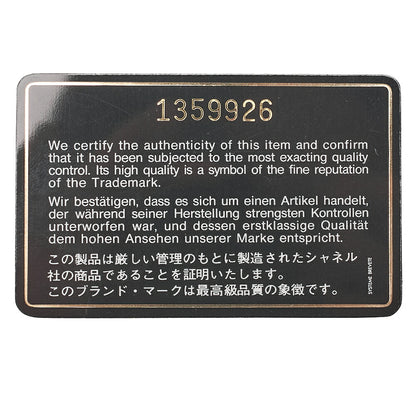 1359926
We certify the authenticity of this item and confirm
that it has been subjected to the most exacting quality
control. Its high quality is a symbol of the fine reputation
of the Trademark.
Wir bestätigen, dass es sich um einen Artikel handelt,
der während seiner Herstellung strengsten Kontrollen
unterworfen war, und dessen erstklassige Qualität
dem hohen Ansehen unserer Marke entspricht.
この製品は厳しい管理のもとに製造されたシャネル
社の商品であることを証明いたします。
このブランド・マークは最高級品質の象徴です。